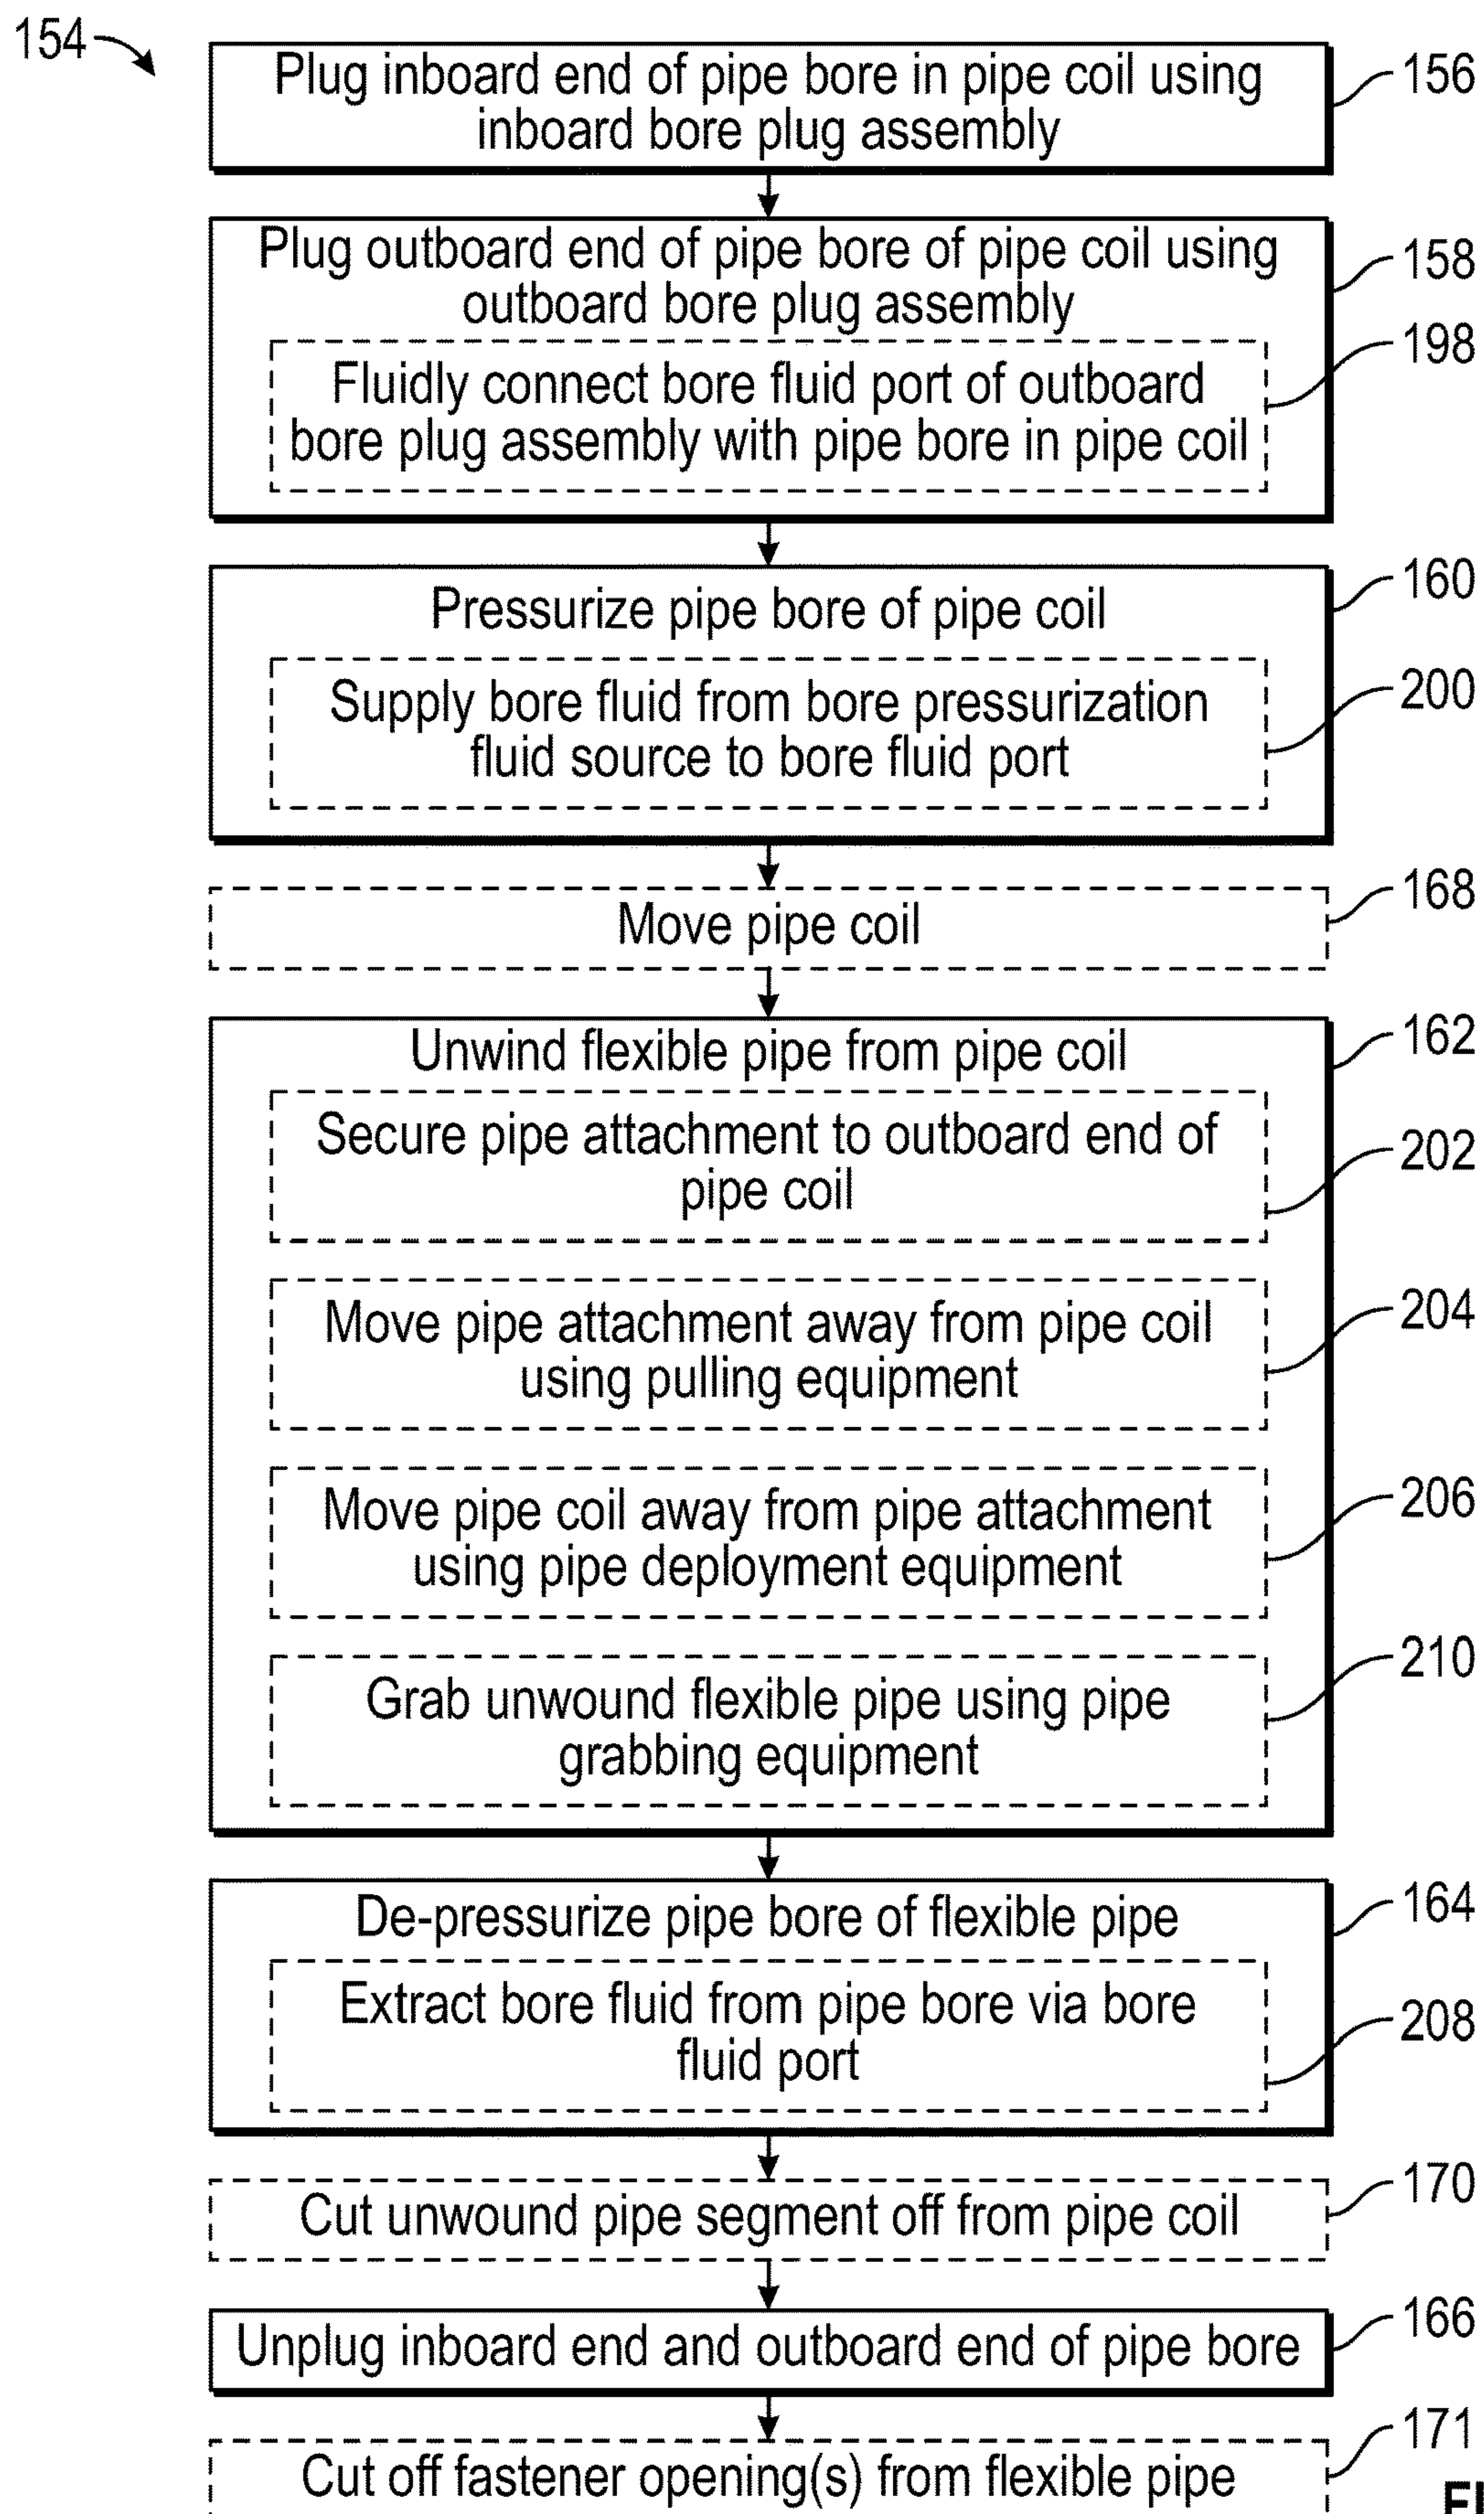 154
Plug inboard end of pipe bore in pipe coil using
inboard bore plug assembly
156
Plug outboard end of pipe bore of pipe coil using
outboard bore plug assembly
158
Fluidly connect bore fluid port of outboard
bore plug assembly with pipe bore in pipe coil
198
Pressurize pipe bore of pipe coil
160
Supply bore fluid from bore pressurization
fluid source to bore fluid port
200
Move pipe coil
168
Unwind flexible pipe from pipe coil
162
Secure pipe attachment to outboard end of
pipe coil
202
Move pipe attachment away from pipe coil
using pulling equipment
204
Move pipe coil away from pipe attachment
using pipe deployment equipment
206
Grab unwound flexible pipe using pipe
grabbing equipment
210
De-pressurize pipe bore of flexible pipe
164
Extract bore fluid from pipe bore via bore
fluid port
208
Cut unwound pipe segment off from pipe coil
170
Unplug inboard end and outboard end of pipe bore
166
Cut off fastener opening(s) from flexible pipe
171